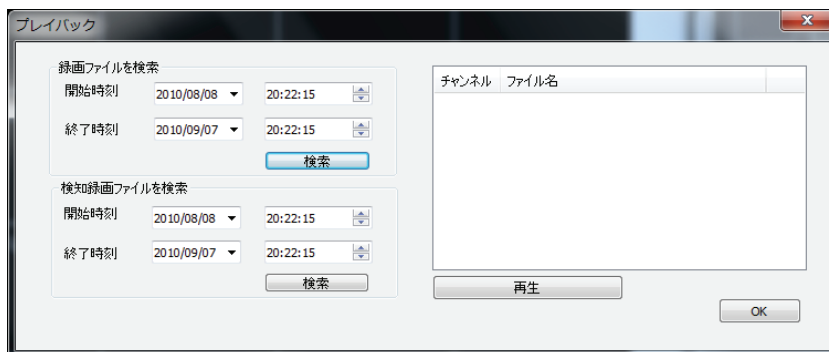 プレイバック
録画ファイルを検索
開始時刻 2010/08/08 20:22:15
終了時刻 2010/09/07 20:22:15
検索
検知録画ファイルを検索
開始時刻 2010/08/08 20:22:15
終了時刻 2010/09/07 20:22:15
検索
チャンネル ファイル名
再生
OK